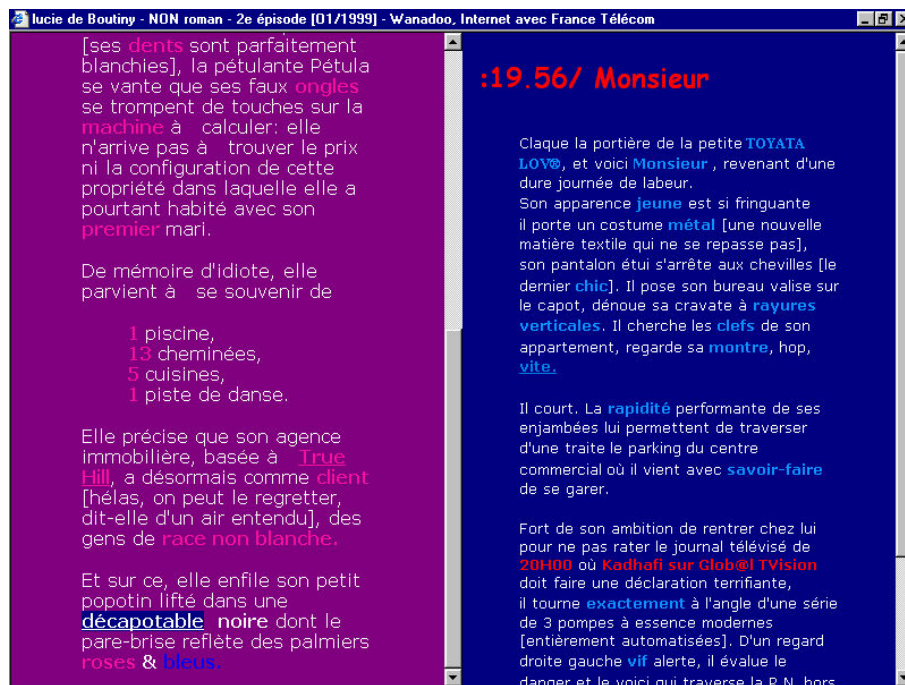 lucie de Boutiny - NON roman - 2e épisode [01/1999] - Wanadoo, Internet avec France Télécom
[ses dents sont parfaitement
blanchies], la pétulante Pétula
se vante que ses faux ongles
se trompent de touches sur la
machine à calculer: elle
n'arrive pas à trouver le prix
ni la configuration de cette
propriété dans laquelle elle a
pourtant habité avec son
premier mari.
De mémoire d'idiote, elle
parvient à se souvenir de
1 piscine,
13 cheminées,
5 cuisines,
1 piste de danse.
Elle précise que son agence
immobilière, basée à True
Hill, a désormais comme client
[hélas, on peut le regretter,
dit-elle d'un air entendu], des
gens de race non blanche.
Et sur ce, elle enfile son petit
popotin lifté dans une
décapotable noire dont le
pare-brise reflète des palmiers
roses & bleus.
:19.56/ Monsieur
Claque la portière de la petite TOYATA
LOV®, et voici Monsieur , revenant d'une
dure journée de labeur.
Son apparence jeune est si fringuante
il porte un costume métal [une nouvelle
matière textile qui ne se repasse pas],
son pantalon étui s'arrête aux chevilles [le
dernier chic]. Il pose son bureau valise sur
le capot, dénoue sa cravate à rayures
verticales. Il cherche les clefs de son
appartement, regarde sa montre, hop,
vite.
Il court. La rapidité performante de ses
enjambées lui permettent de traverser
d'une traite le parking du centre
commercial où il vient avec savoir-faire
de se garer.
Fort de son ambition de rentrer chez lui
pour ne pas rater le journal télévisé de
20H00 où Kadhafi sur Glob@l TVision
doit faire une déclaration terrifiante,
il tourne exactement à l'angle d'une série
de 3 pompes à essence modernes
[entièrement automatisées]. D'un regard
droite gauche vif alerte, il évalue le
danger et le voici qui traverse la R.N. hors